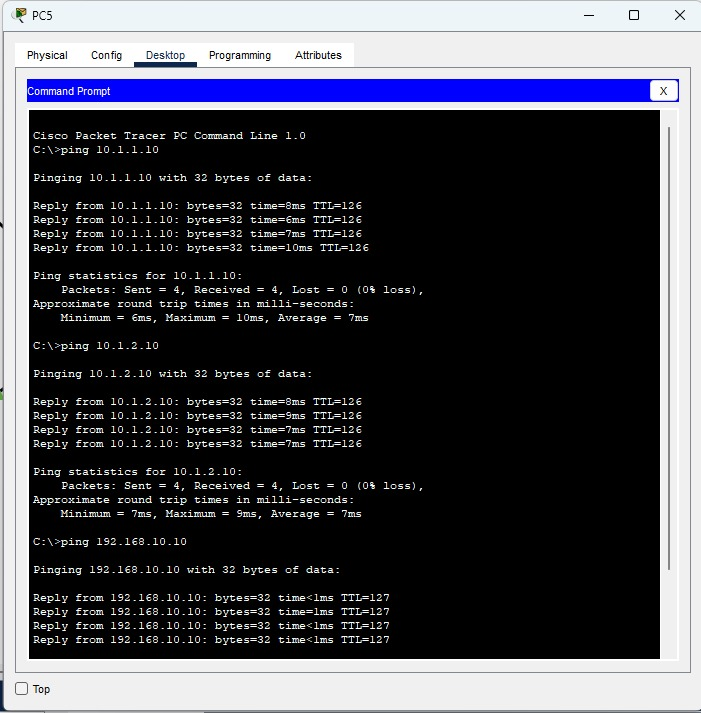 PC5
Physical Config Desktop Programming Attributes
Command Prompt X
Cisco Packet Tracer PC Command Line 1.0
C:\>ping 10.1.1.10
Pinging 10.1.1.10 with 32 bytes of data:
Reply from 10.1.1.10: bytes=32 time=8ms TTL=126
Reply from 10.1.1.10: bytes=32 time=6ms TTL=126
Reply from 10.1.1.10: bytes=32 time=7ms TTL=126
Reply from 10.1.1.10: bytes=32 time=10ms TTL=126
Ping statistics for 10.1.1.10:
Packets: Sent = 4, Received = 4, Lost = 0 (0% loss),
Approximate round trip times in milli-seconds:
Minimum = 6ms, Maximum = 10ms, Average = 7ms
C:\>ping 10.1.2.10
Pinging 10.1.2.10 with 32 bytes of data:
Reply from 10.1.2.10: bytes=32 time=8ms TTL=126
Reply from 10.1.2.10: bytes=32 time=9ms TTL=126
Reply from 10.1.2.10: bytes=32 time=7ms TTL=126
Reply from 10.1.2.10: bytes=32 time=7ms TTL=126
Ping statistics for 10.1.2.10:
Packets: Sent = 4, Received = 4, Lost = 0 (0% loss),
Approximate round trip times in milli-seconds:
Minimum = 7ms, Maximum = 9ms, Average = 7ms
C:\>ping 192.168.10.10
Pinging 192.168.10.10 with 32 bytes of data:
Reply from 192.168.10.10: bytes=32 time<1ms TTL=127
Reply from 192.168.10.10: bytes=32 time=1ms TTL=127
Reply from 192.168.10.10: bytes=32 time<1ms TTL=127
Reply from 192.168.10.10: bytes=32 time<1ms TTL=127
Top